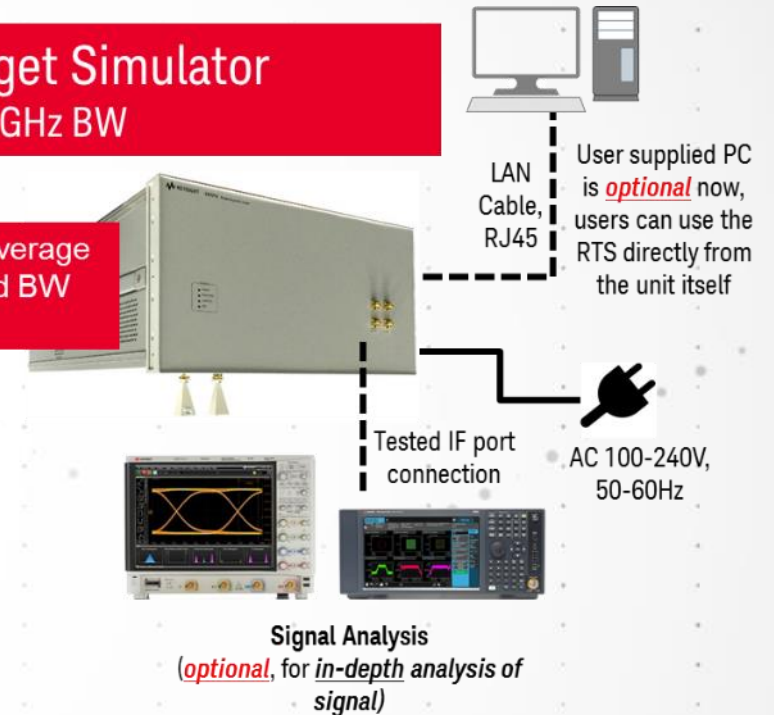 get Simulator
GHz BW
verage
d BW
KEYSIGHT
LAN
Cable,
RJ45
User supplied PC
is optional now,
users can use the
RTS directly from
the unit itself
Tested IF port
connection
AC 100-240V,
50-60Hz
Signal Analysis
(optional, for in-depth analysis of
signal)